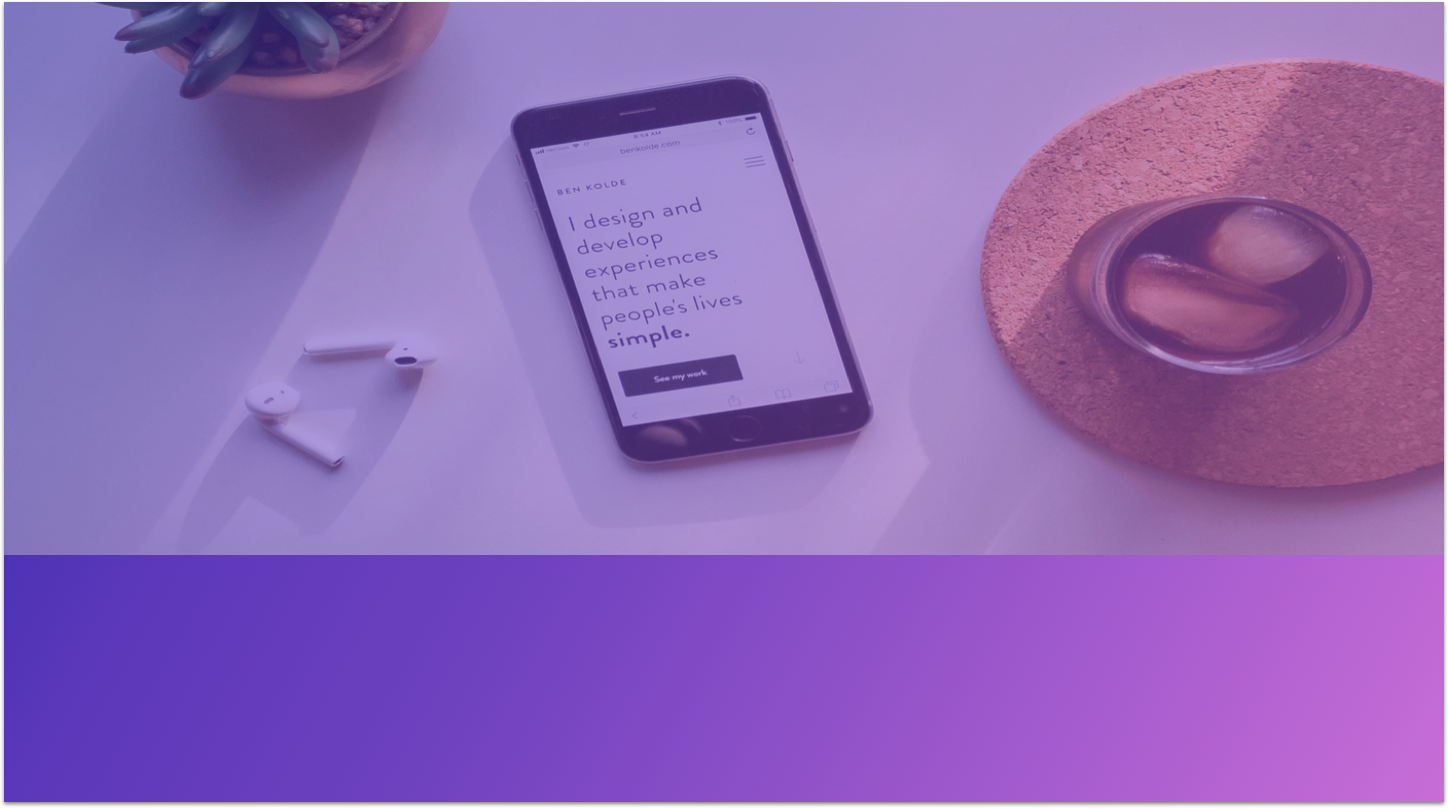 9:54 AM
100%
benkolde.com
BEN KOLDE
I design and
develop
experiences
that make
people's lives
simple.
See my work